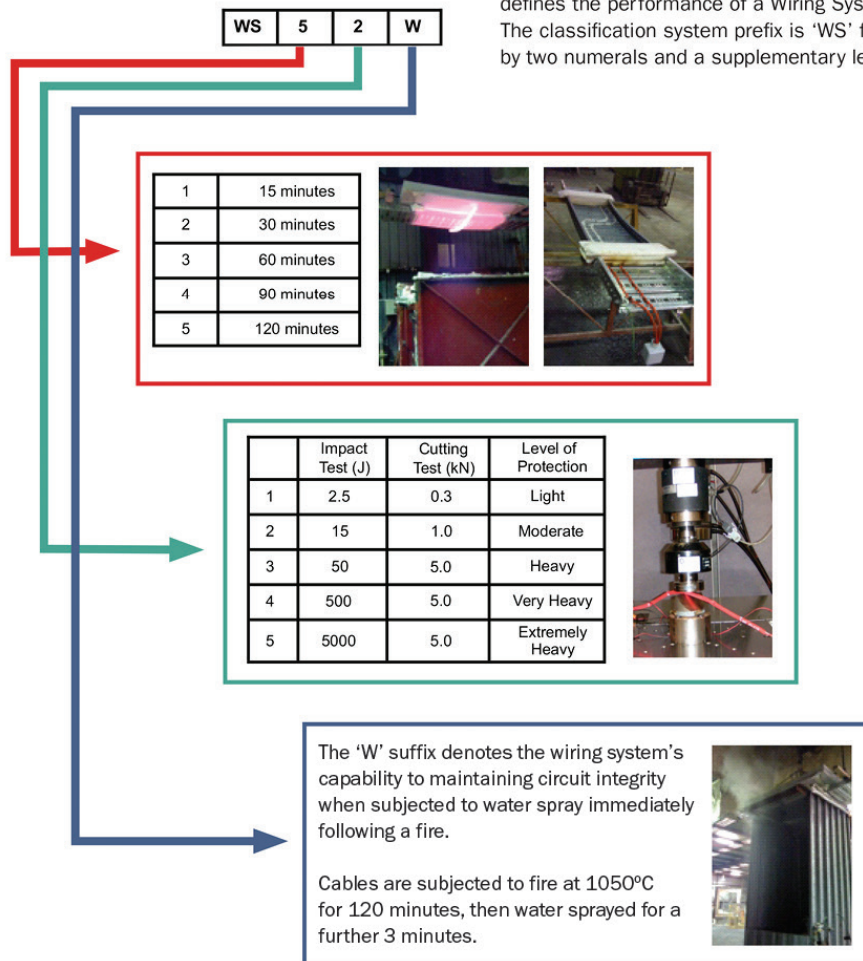 defines the performance of a Wiring
The classification system prefix is ‘WS’
by two numerals and a supplementary
WS 5 2 W
1 15 minutes
2 30 minutes
3 60 minutes
4 90 minutes
5 120 minutes
Impact Cutting Level of
Test (J) Test (kN) Protection
1 2.5 0.3 Light
2 15 1.0 Moderate
3 50 5.0 Heavy
4 500 5.0 Very Heavy
5 5000 5.0 Extremely
Heavy
The ‘W’ suffix denotes the wiring system’s
capability to maintaining circuit integrity
when subjected to water spray immediately
following a fire.
Cables are subjected to fire at 1050ºC
for 120 minutes, then water sprayed for a
further 3 minutes.